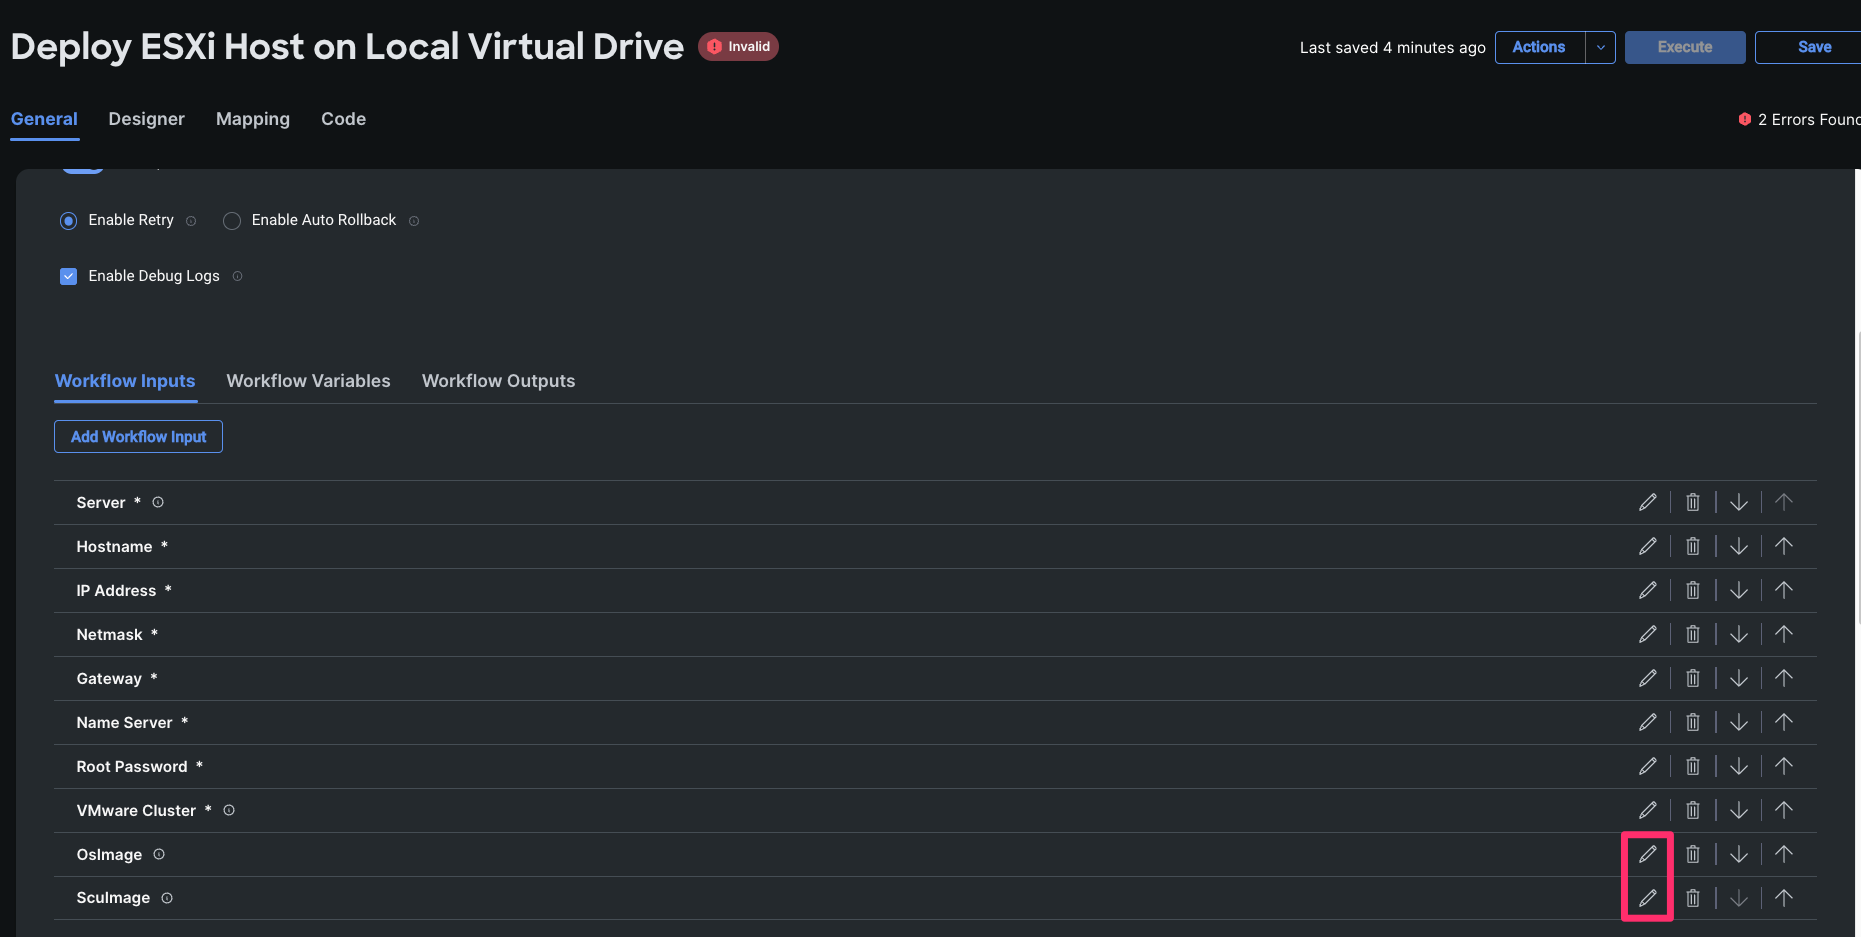 Deploy ESXi Host on Local Virtual Drive Invalid Last saved 4 minutes ago Actions Execute Save
General Designer Mapping Code 2 Errors Found
Enable Retry Enable Auto Rollback
Enable Debug Logs
Workflow Inputs Workflow Variables Workflow Outputs
Add Workflow Input
Server *
Hostname *
IP Address *
Netmask *
Gateway *
Name Server *
Root Password *
VMware Cluster *
OsImage
ScuImage